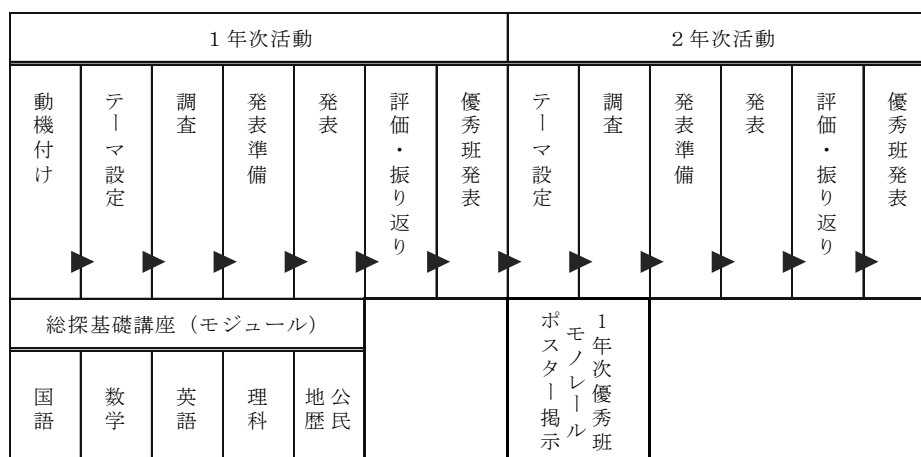 1年次活動
2年次活動
動機付け
テーマ設定
調査
発表準備
発表
評価・振り返り
優秀班発表
テーマ設定
調査
発表準備
発表
評価・振り返り
優秀班発表
総探基礎講座（モジュール）
国語
数学
英語
理科
公民
地歴
1年次優秀班
モノレール
ポスター掲示